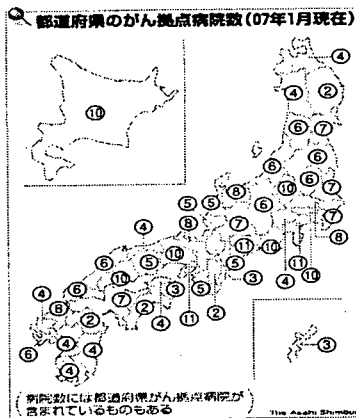 都道府県のがん拠点病院数(07年1月現在)
④
⑩
④ ②
⑥ ⑦
⑥ ⑥
⑧ ⑩ ⑥
⑤ ⑤ ⑥ ⑦
④ ⑧ ⑦ ⑦
⑥ ⑤ ⑩ ⑪ ⑩ ⑧
⑥ ⑩ ⑤ ③ ⑪ ⑩
④ ⑦ ③ ⑤ ④
⑧ ② ② ④ ⑪ ②
④ ④ ③
⑥ ④
病院数には都道府県がん拠点病院が
含まれているものもある
The Asahi Shimbun